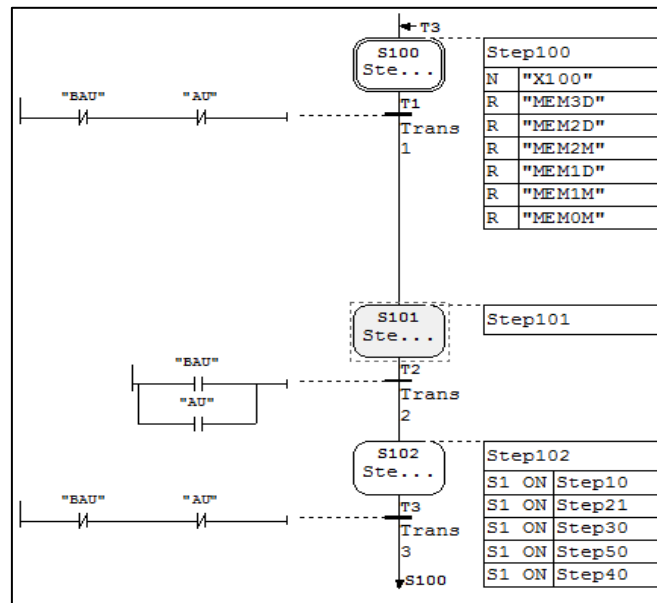 T3
S100
Ste...
Step100
N "X100"
R "MEM3D"
R "MEM2D"
R "MEM2M"
R "MEM1D"
R "MEM1M"
R "MEM0M"
"BAU" "AU"
T1
Trans
1
S101
Ste...
Step101
"BAU"
"AU"
T2
Trans
2
S102
Ste...
Step102
S1 ON Step10
S1 ON Step21
S1 ON Step30
S1 ON Step50
S1 ON Step40
"BAU" "AU"
T3
Trans
3
S100